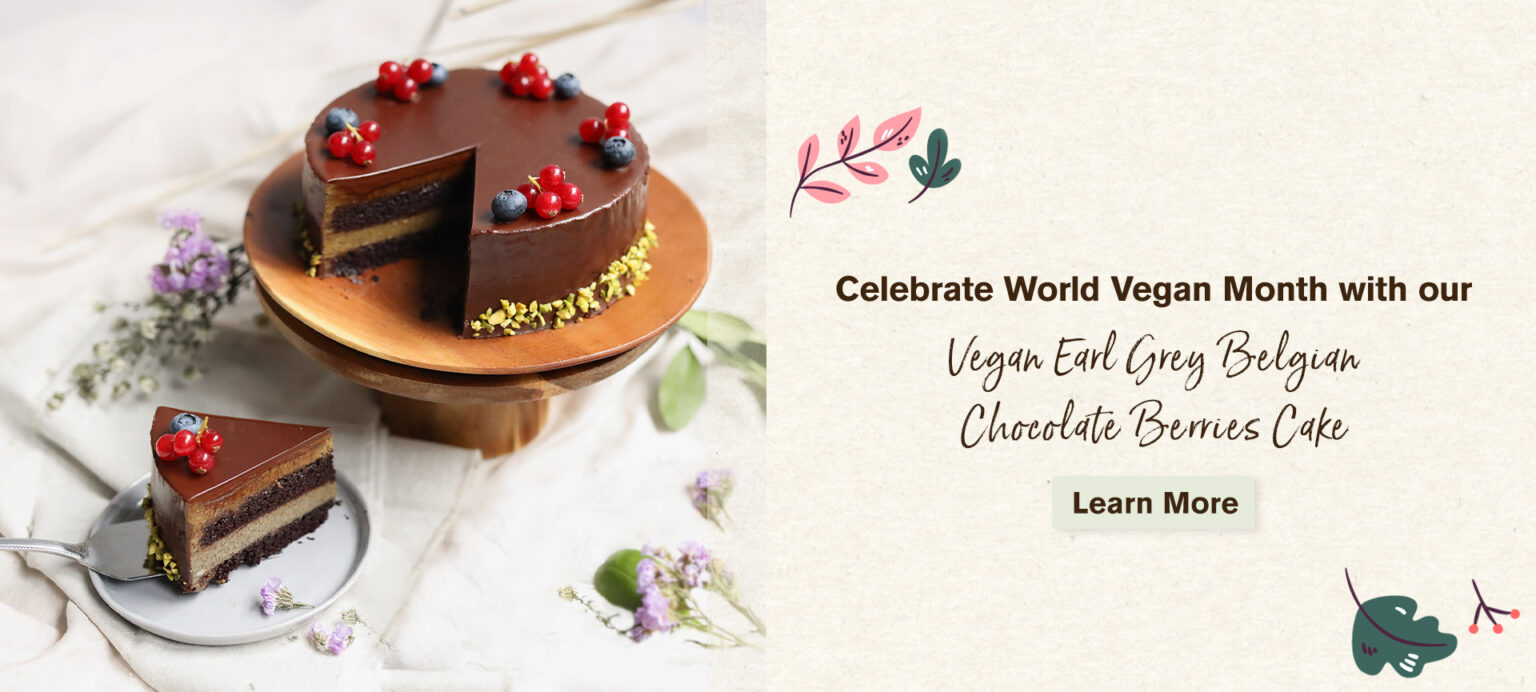 Celebrate World Vegan Month with our
Vegan Earl Grey Belgian
Chocolate Berries Cake
Learn More